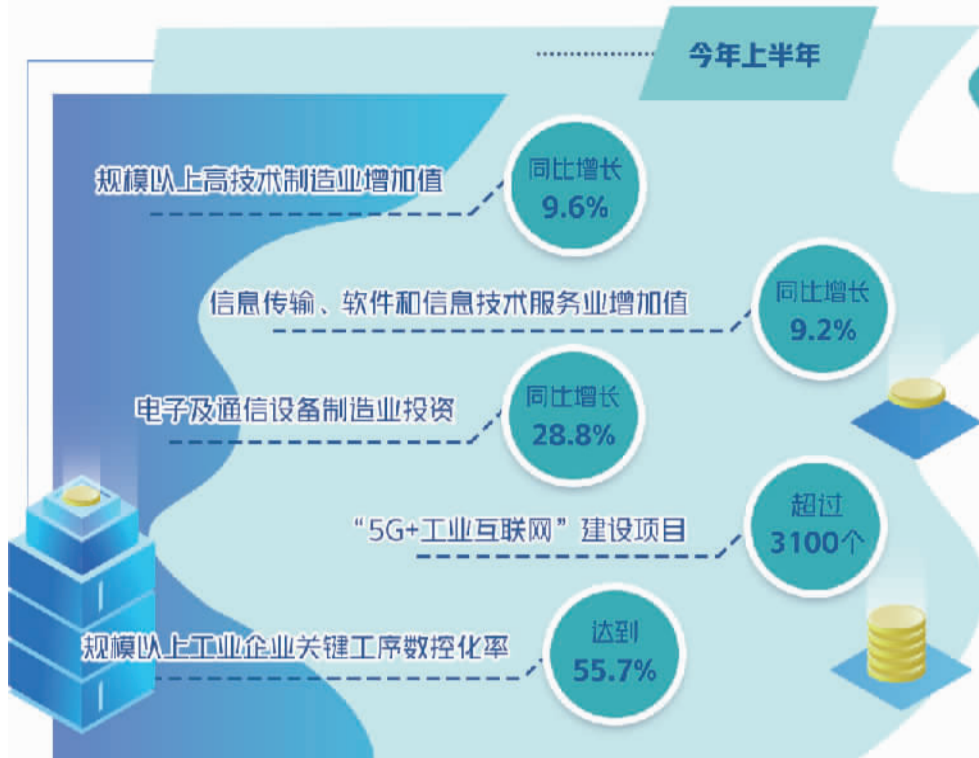 今年上半年
规模以上高技术制造业增加值
同比增长
9.6%
信息传输、软件和信息技术服务业增加值
同比增长
9.2%
电子及通信设备制造业投资
同比增长
28.8%
“5G+工业互联网”建设项目
超过
3100个
规模以上工业企业关键工序数控化率
达到
55.7%